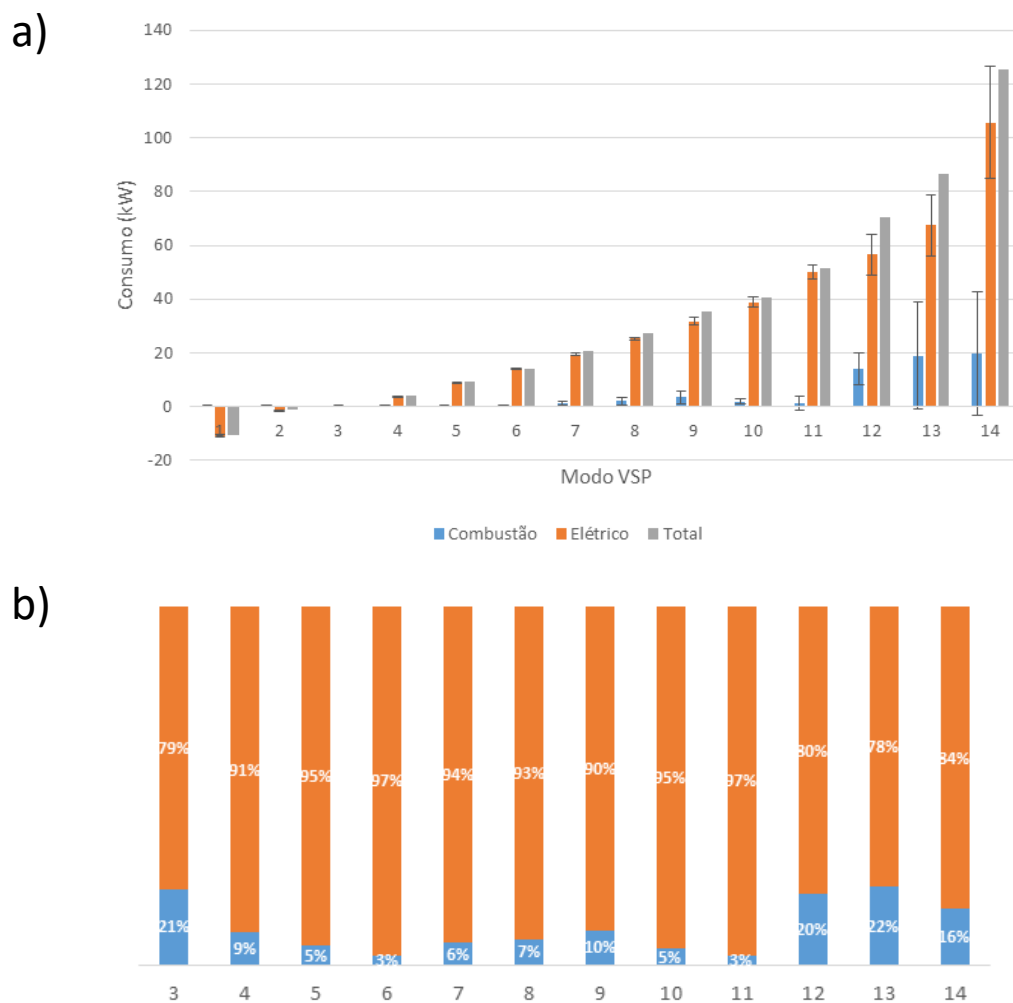 a)
140
120
100
80
60
40
20
0
-20
Consumo (kW)
1 2 3 4 5 6 7 8 9 10 11 12 13 14
Modo VSP
Combustão Elétrico Total
b)
79% 91% 95% 97% 94% 93% 90% 95% 97% 80% 78% 84%
21% 9% 5% 3% 6% 7% 10% 5% 3% 20% 22% 16%
3 4 5 6 7 8 9 10 11 12 13 14